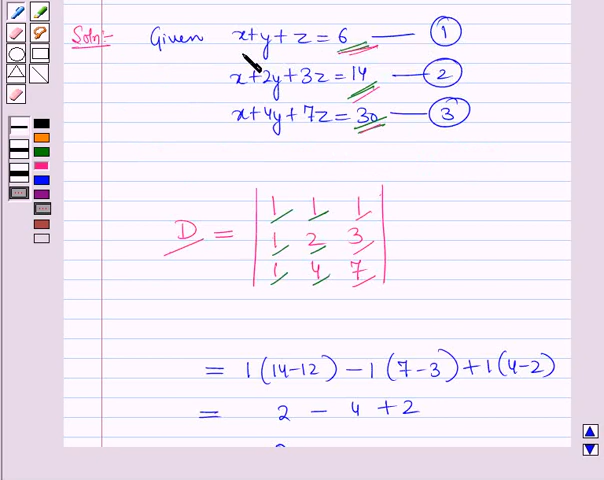 Soln:- Given x+y+z=6 — ①
x+2y+3z=14 — ②
x+4y+7z=30 — ③
D = | 1 1 1 |
| 1 2 3 |
| 1 4 7 |
= 1(14-12) -1(7-3)+1(4-2)
= 2 - 4 +2